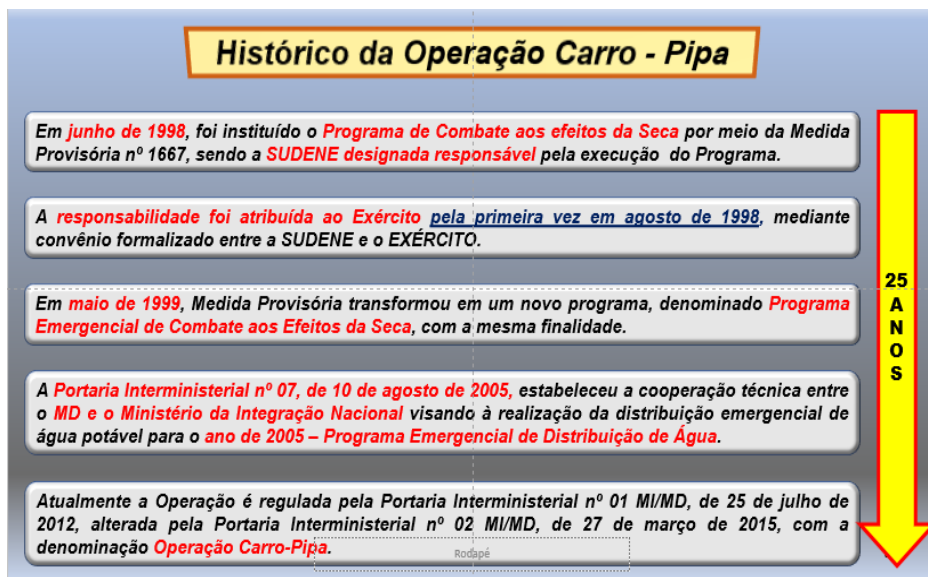 Histórico da Operação Carro - Pipa
Em junho de 1998, foi instituído o Programa de Combate aos efeitos da Seca por meio da Medida
Provisória nº 1667, sendo a SUDENE designada responsável pela execução do Programa.
A responsabilidade foi atribuída ao Exército pela primeira vez em agosto de 1998, mediante
convênio formalizado entre a SUDENE e o EXÉRCITO.
Em maio de 1999, Medida Provisória transformou em um novo programa, denominado Programa
Emergencial de Combate aos Efeitos da Seca, com a mesma finalidade.
A Portaria Interministerial nº 07, de 10 de agosto de 2005, estabeleceu a cooperação técnica entre
o MD e o Ministério da Integração Nacional visando à realização da distribuição emergencial de
água potável para o ano de 2005 – Programa Emergencial de Distribuição de Água.
Atualmente a Operação é regulada pela Portaria Interministerial nº 01 MI/MD, de 25 de julho de
2012, alterada pela Portaria Interministerial nº 02 MI/MD, de 27 de março de 2015, com a
denominação Operação Carro-Pipa.
Rodapé
25
A
N
O
S